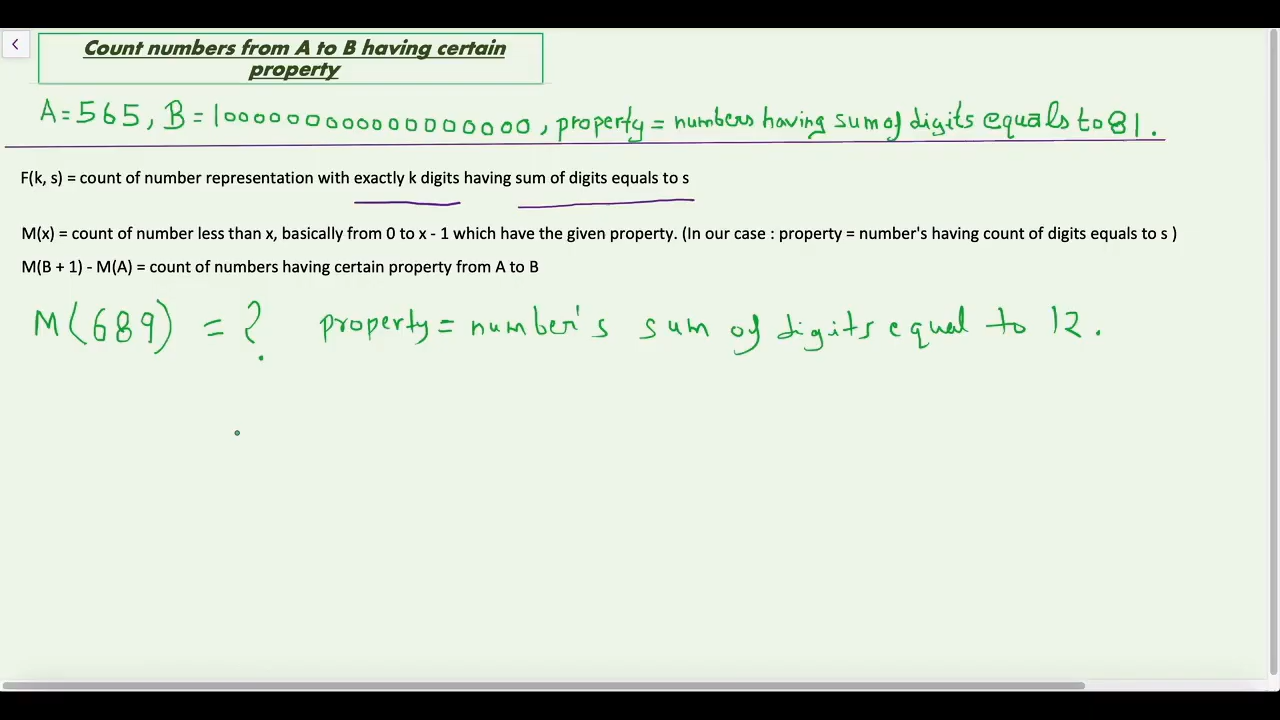 Count numbers from A to B having certain
property
A=565, B=10000000000000000000, property = numbers having sum of digits equals to 81.
F(k, s) = count of number representation with exactly k digits having sum of digits equals to s
M(x) = count of number less than x, basically from 0 to x - 1 which have the given property. (In our case : property = number's having count of digits equals to s )
M(B + 1) - M(A) = count of numbers having certain property from A to B
M(689) = ? property = number's sum of digits equal to 12.